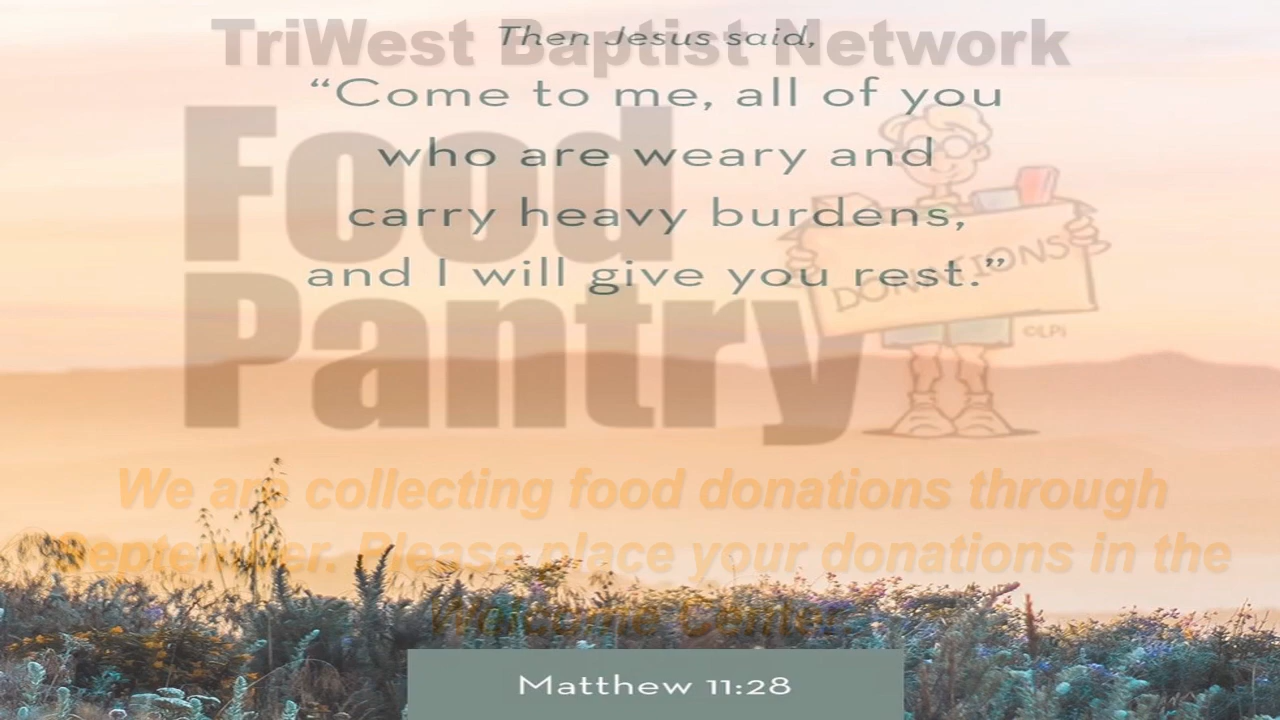 TriWest Baptist Network
Then Jesus said,
“Come to me, all of you
who are weary and
carry heavy burdens,
and I will give you rest.”
Food
Pantry
DONATIONS
©LPi
We are collecting food donations through
September. Please place your donations in the
Welcome Center.
Matthew 11:28